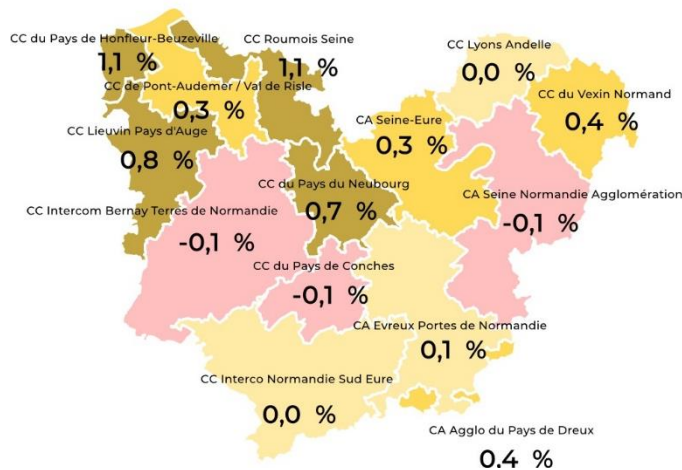 CC du Pays de Honfleur-Beuzeville
1,1 %
CC Roumois Seine
1,1 %
CC de Pont-Audemer / Val de Risle
0,3 %
CC Lyons Andelle
0,0 %
CC du Vexin Normand
0,4 %
CC Lieuvin Pays d'Auge
0,8 %
CA Seine-Eure
0,3 %
CC du Pays du Neubourg
0,7 %
CA Seine Normandie Agglomération
-0,1 %
CC Intercom Bernay Terres de Normandie
-0,1 %
CC du Pays de Conches
-0,1 %
CA Evreux Portes de Normandie
0,1 %
CC Interco Normandie Sud Eure
0,0 %
CA Agglo du Pays de Dreux
0,4 %